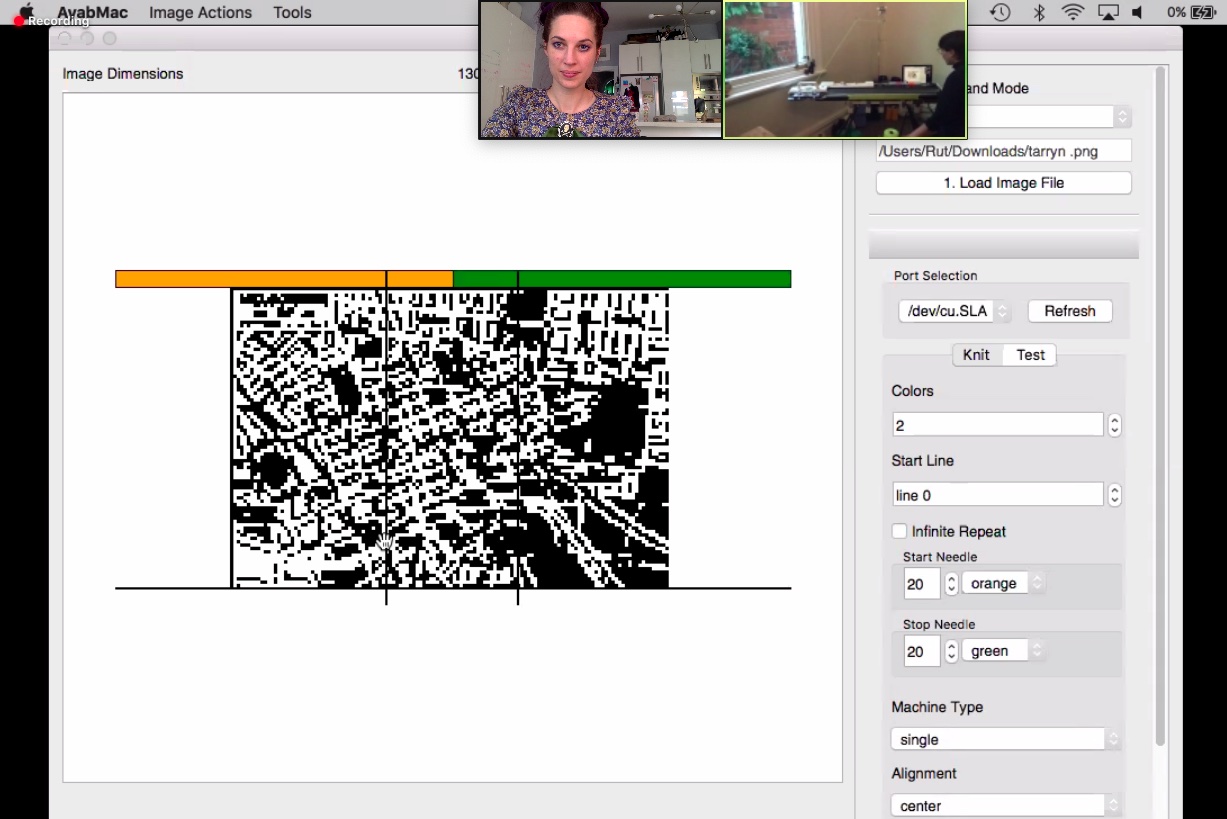 AyabMac Image Actions Tools 0%
Recording
Image Dimensions 130
and Mode
/Users/Rut/Downloads/tarryn .png
1. Load Image File
Port Selection
/dev/cu.SLA Refresh
Knit Test
Colors
2
Start Line
line 0
Infinite Repeat
Start Needle
20 orange
Stop Needle
20 green
Machine Type
single
Alignment
center